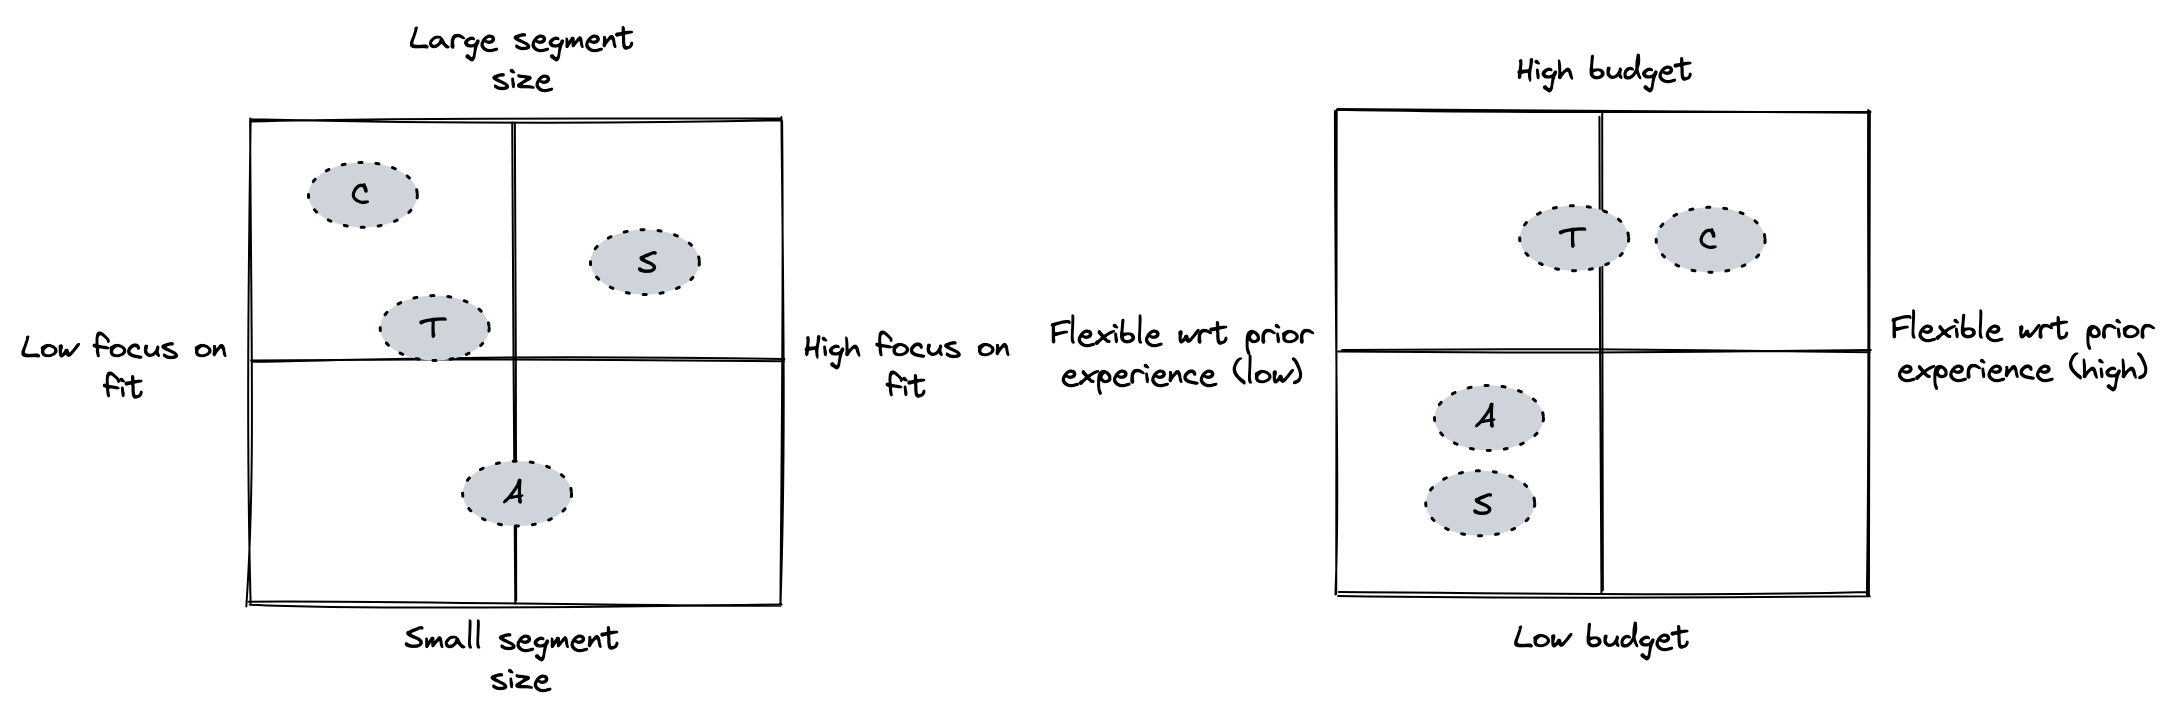 Large segment
size
C
S
T
Low focus on
fit
High focus on
fit
A
Small segment
size
High budget
T
C
Flexible wrt prior
experience (low)
Flexible wrt prior
experience (high)
A
S
Low budget